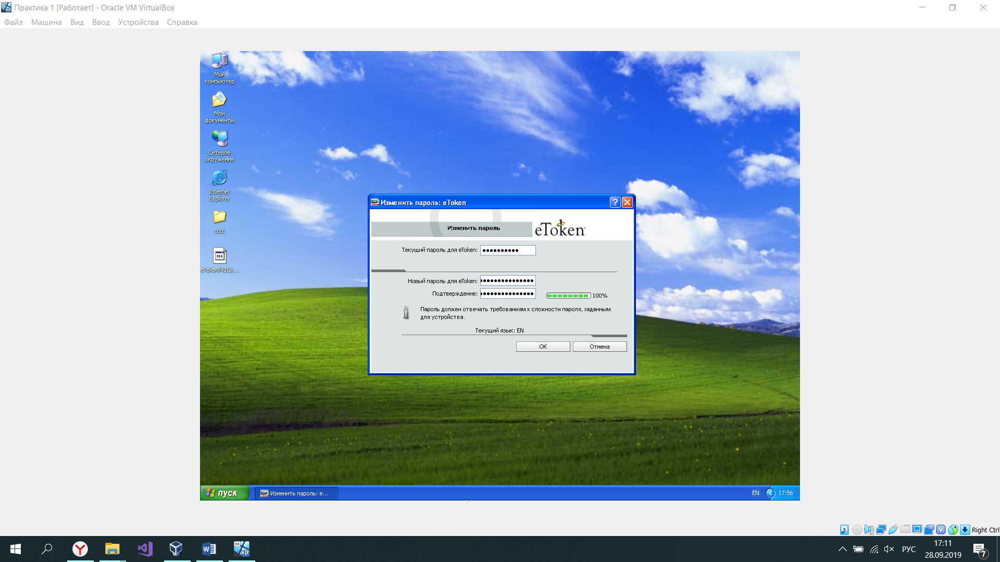 Практика 1 [Работает] - Oracle VM VirtualBox
Файл Машина Вид Ввод Устройства Справка
Мой
компьютер
Мои
документы
Сетевое
окружение
Internet
Explorer
сссс
eTokenPKICli...
Изменить пароль: eToken
Изменить пароль
eToken
Текущий пароль для eToken:
Новый пароль для eToken:
Подтверждение:
100%
Пароль должен отвечать требованиям к сложности пароля, заданным
для устройства.
Текущий язык: EN
OK Отмена
пуск
Изменить пароль: e...
EN
17:56
Right Ctrl
РУС
17:11
28.09.2019
7